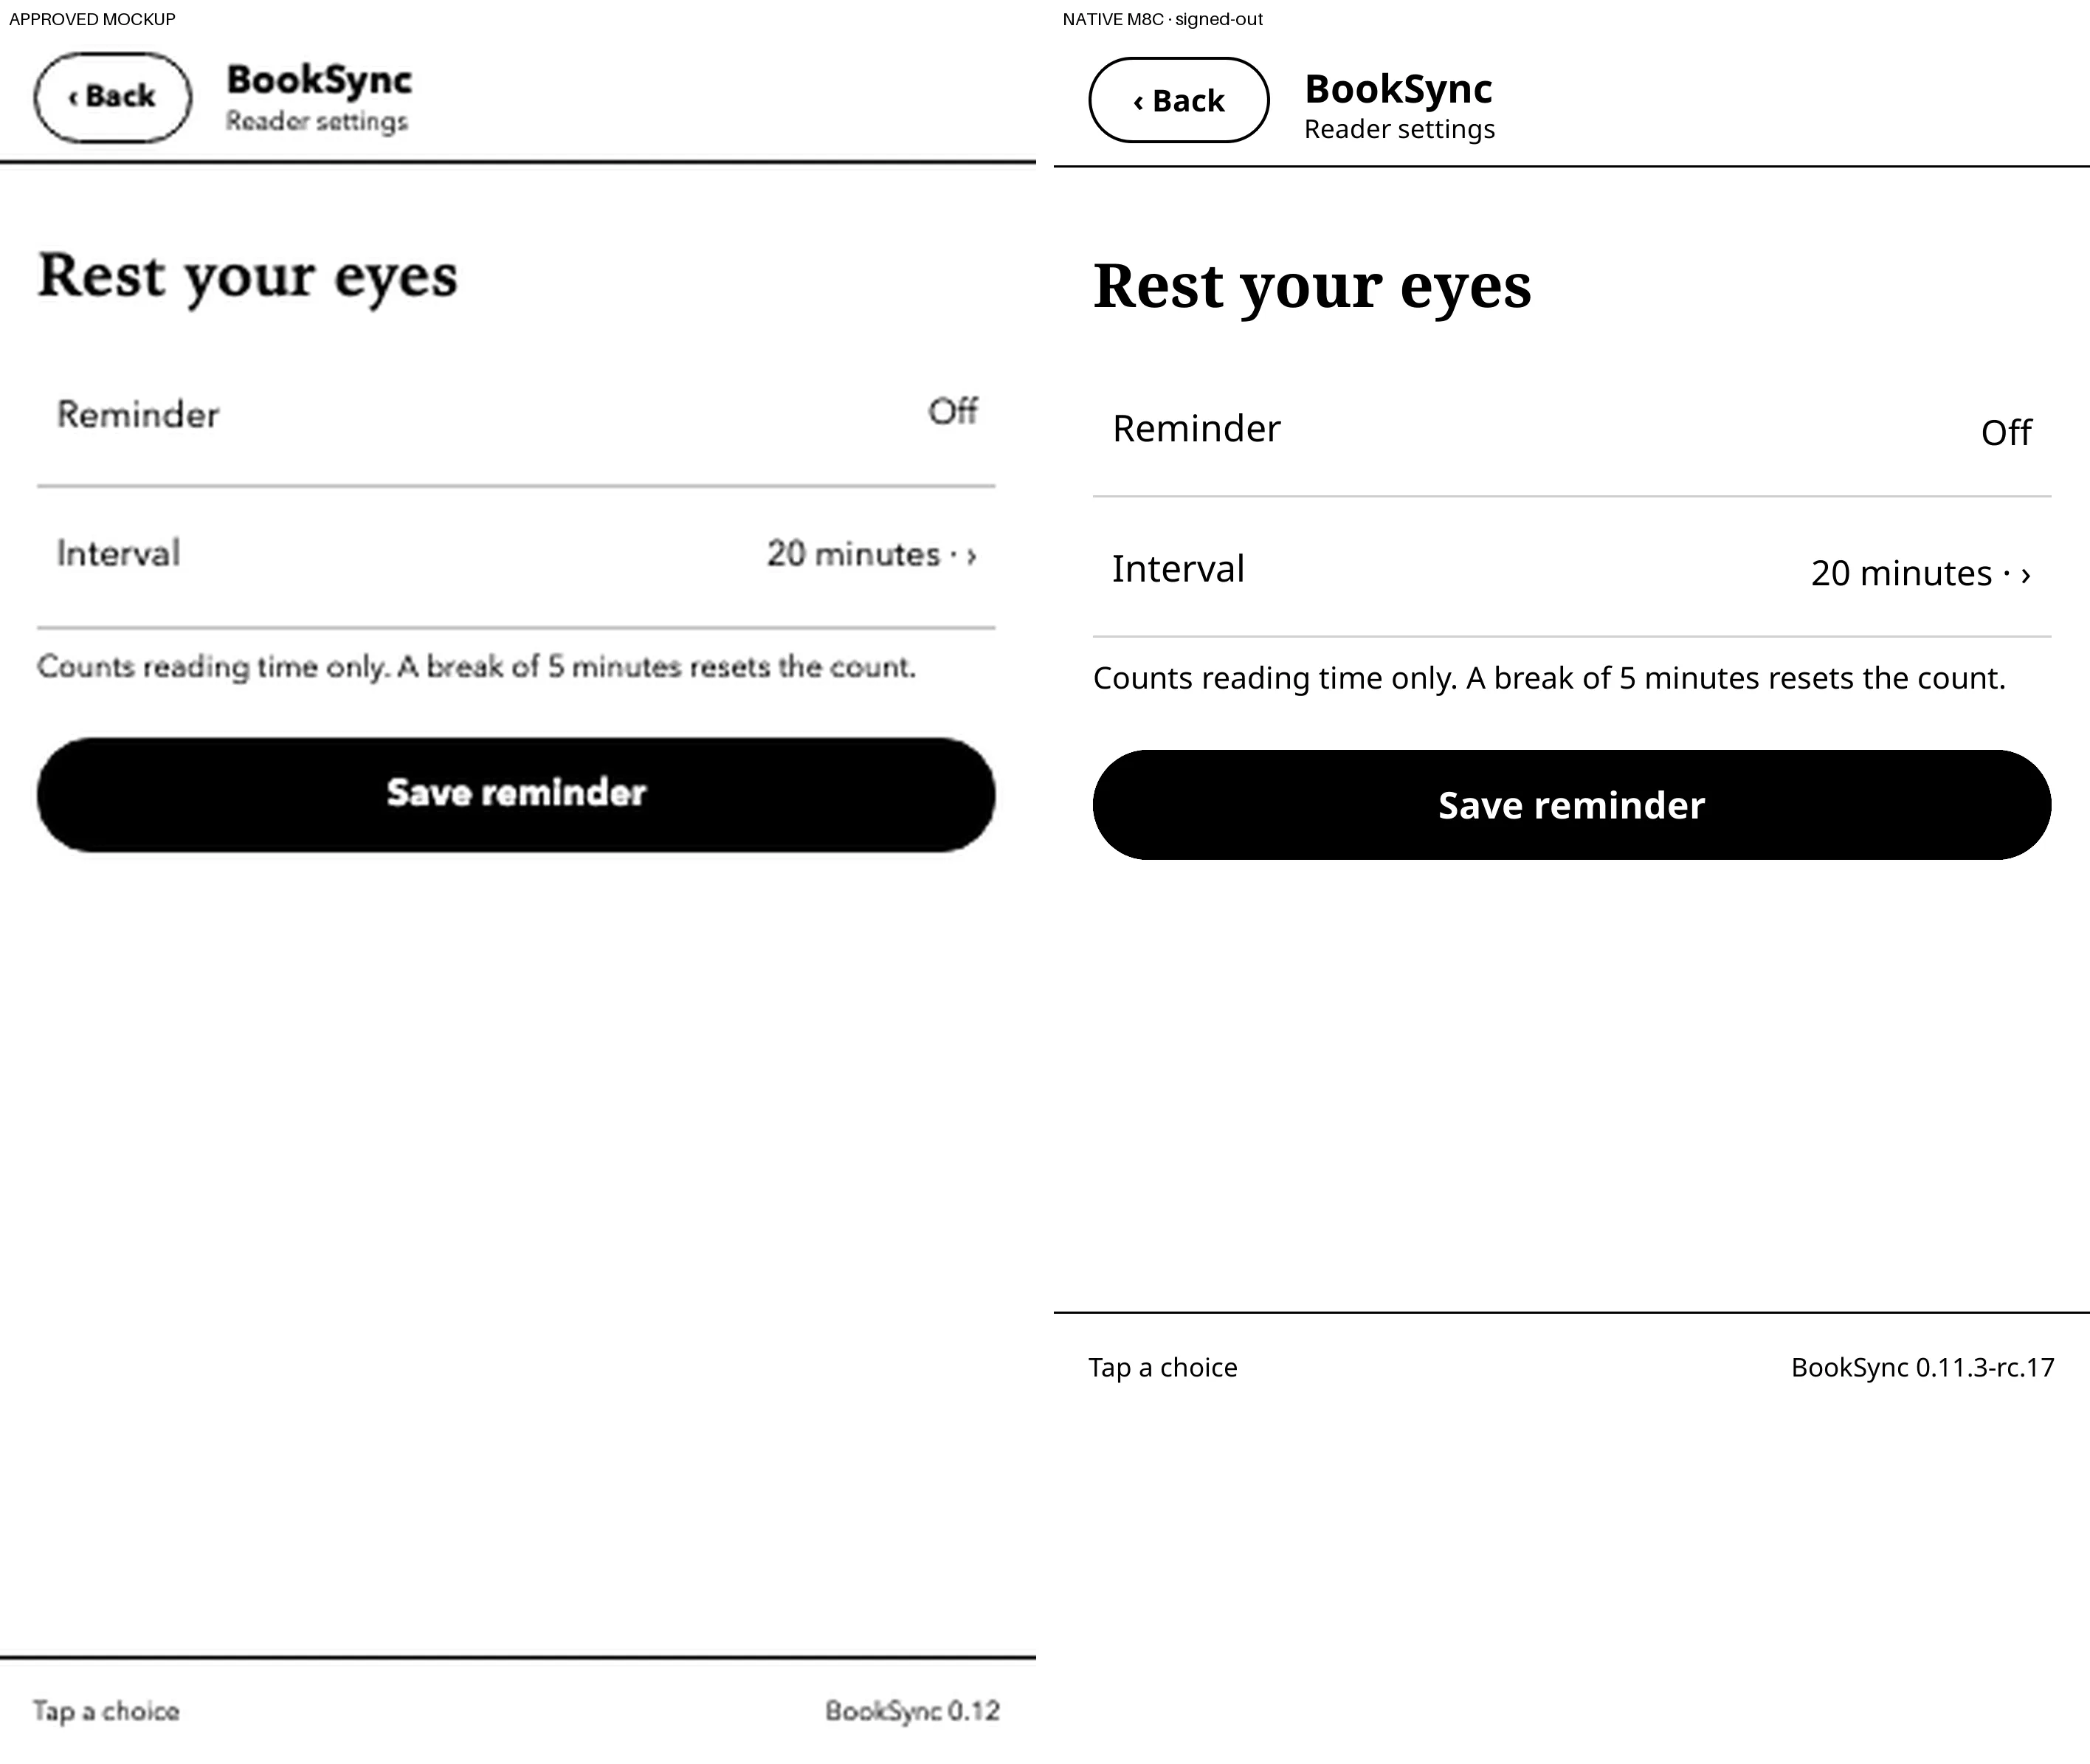 APPROVED MOCKUP
‹ Back
BookSync
Reader settings
Rest your eyes
Reminder Off
Interval 20 minutes · ›
Counts reading time only. A break of 5 minutes resets the count.
Save reminder
Tap a choice BookSync 0.12
NATIVE M8C · signed-out
‹ Back
BookSync
Reader settings
Rest your eyes
Reminder Off
Interval 20 minutes · ›
Counts reading time only. A break of 5 minutes resets the count.
Save reminder
Tap a choice BookSync 0.11.3-rc.17